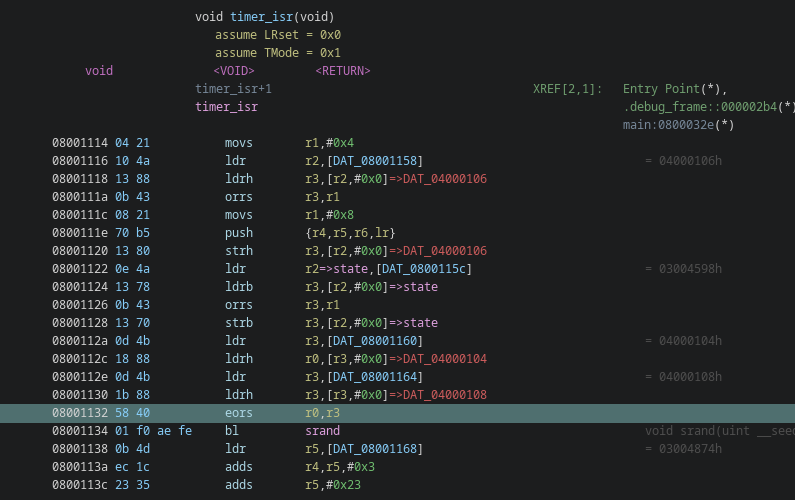 void timer_isr(void)
assume LRset = 0x0
assume TMode = 0x1
void <VOID> <RETURN>
timer_isr+1 XREF[2,1]: Entry Point(*),
timer_isr .debug_frame::000002b4(*)
main:0800032e(*)
08001114 04 21 movs r1,#0x4
08001116 10 4a ldr r2,[DAT_08001158] = 04000106h
08001118 13 88 ldrh r3,[r2,#0x0]=>DAT_04000106
0800111a 0b 43 orrs r3,r1
0800111c 08 21 movs r1,#0x8
0800111e 70 b5 push {r4,r5,r6,lr}
08001120 13 80 strh r3,[r2,#0x0]=>DAT_04000106
08001122 0e 4a ldr r2=>state,[DAT_0800115c] = 03004598h
08001124 13 78 ldrb r3,[r2,#0x0]=>state
08001126 0b 43 orrs r3,r1
08001128 13 70 strb r3,[r2,#0x0]=>state
0800112a 0d 4b ldr r3,[DAT_08001160] = 04000104h
0800112c 18 88 ldrh r0,[r3,#0x0]=>DAT_04000104
0800112e 0d 4b ldr r3,[DAT_08001164] = 04000108h
08001130 1b 88 ldrh r3,[r3,#0x0]=>DAT_04000108
08001132 58 40 eors r0,r3
08001134 01 f0 ae fe bl srand void srand(uint __seed
08001138 0b 4d ldr r5,[DAT_08001168] = 03004874h
0800113a ec 1c adds r4,r5,#0x3
0800113c 23 35 adds r5,#0x23